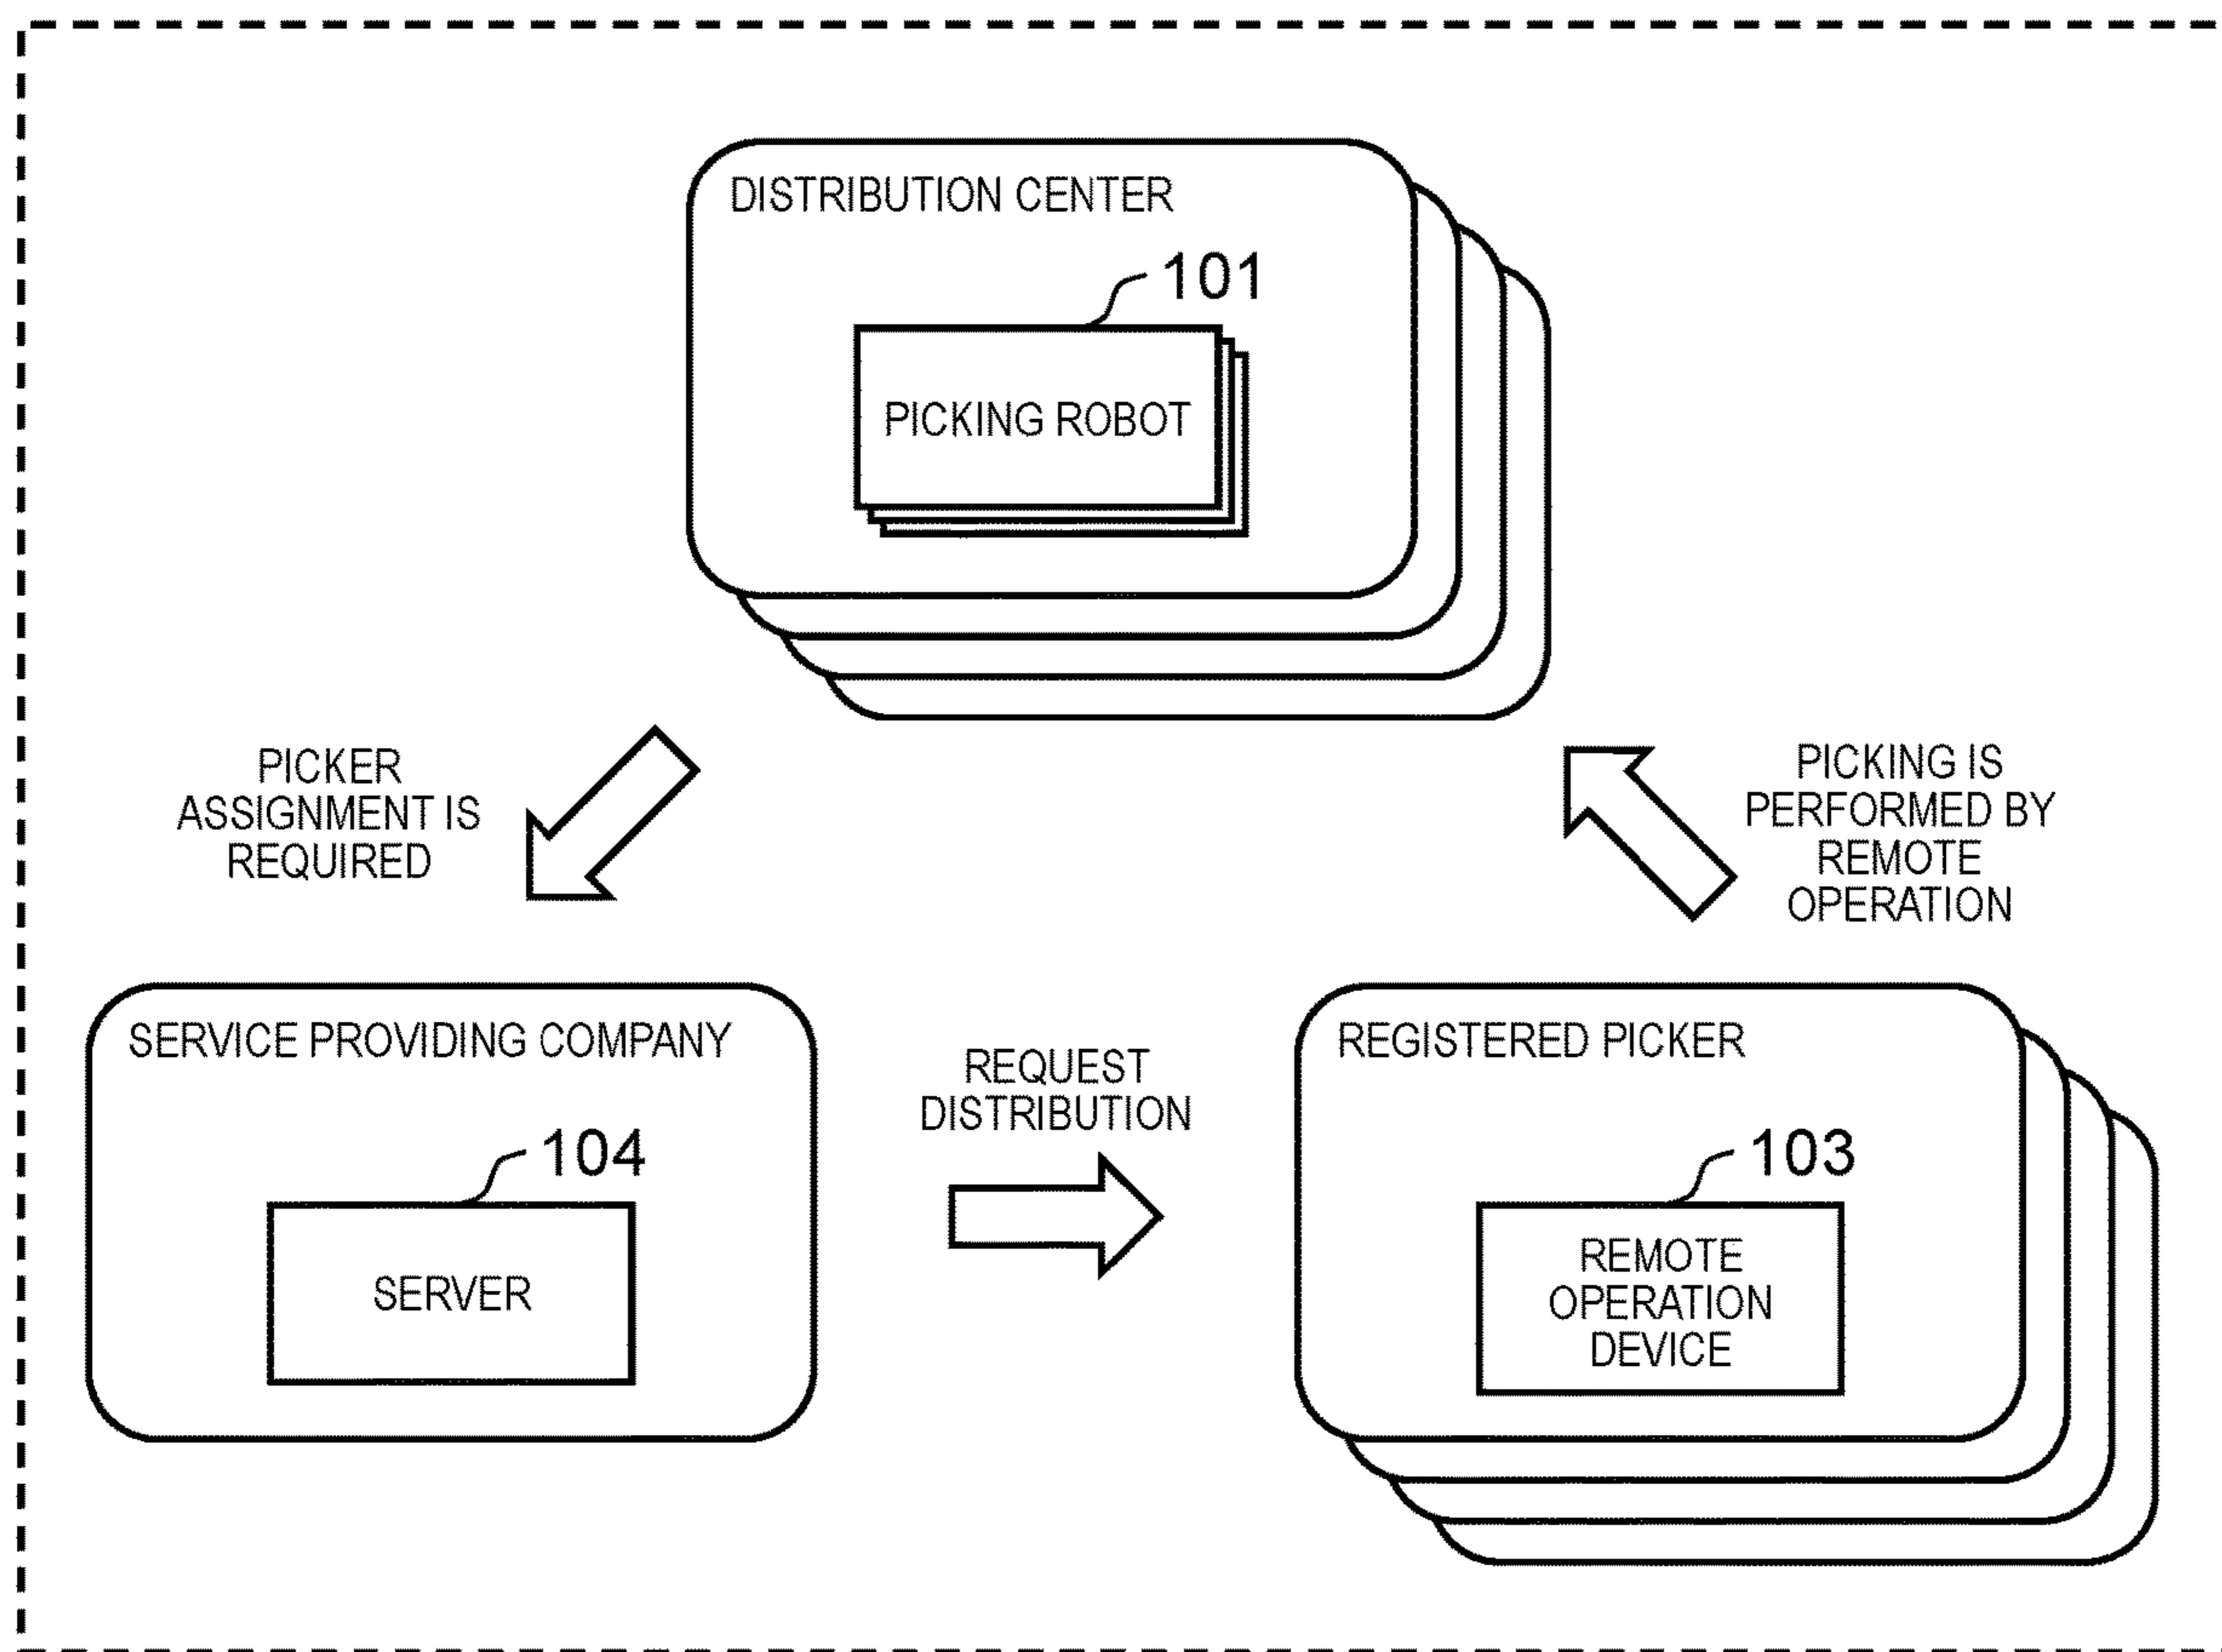 DISTRIBUTION CENTER
101
PICKING ROBOT
PICKER
ASSIGNMENT IS
REQUIRED
PICKING IS
PERFORMED BY
REMOTE
OPERATION
SERVICE PROVIDING COMPANY
104
SERVER
REQUEST
DISTRIBUTION
REGISTERED PICKER
103
REMOTE
OPERATION
DEVICE